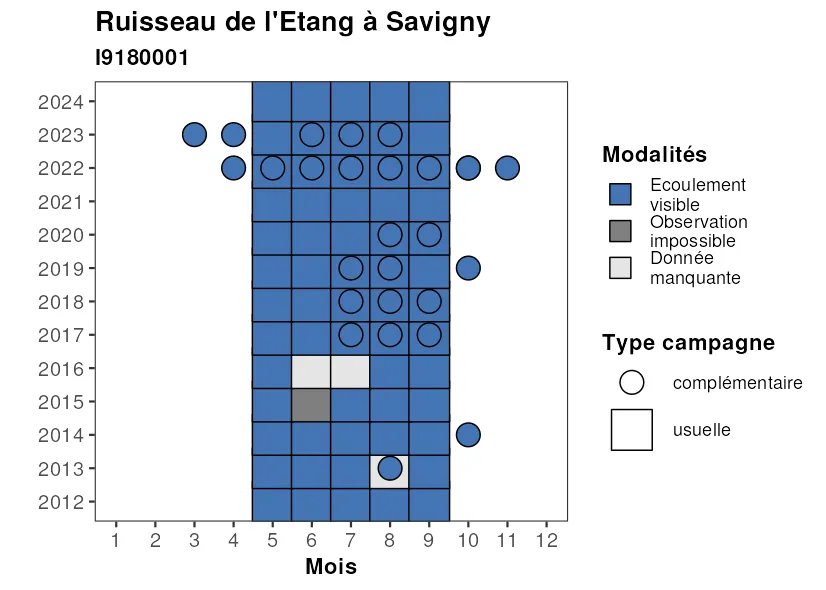 Ruisseau de l'Etang à Savigny
I9180001
2024
2023
2022
2021
2020
2019
2018
2017
2016
2015
2014
2013
2012
1 2 3 4 5 6 7 8 9 10 11 12
Mois
Modalités
Ecoulement
visible
Observation
impossible
Donnée
manquante
Type campagne
complémentaire
usuelle